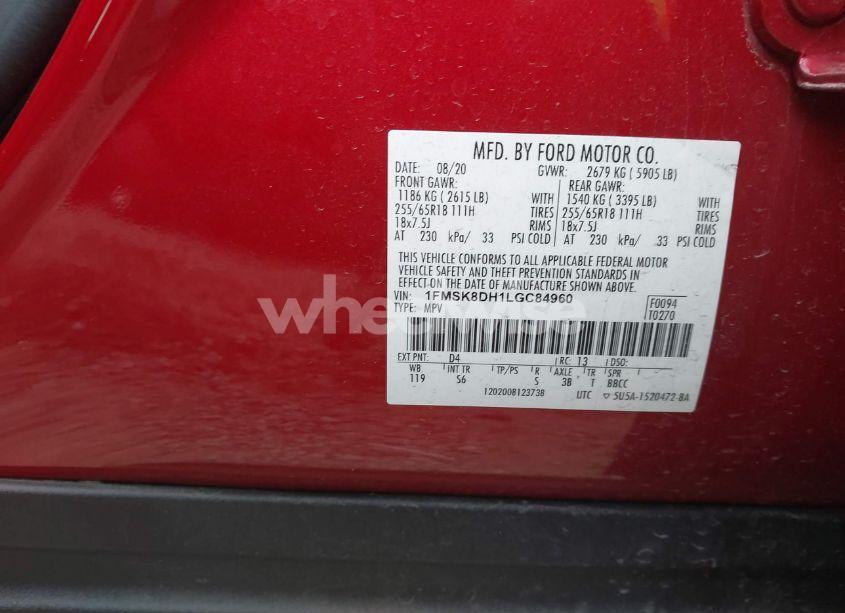 MFD. BY FORD MOTOR CO.
DATE: 08/20 GVWR: 2679 KG ( 5905 LB)
FRONT GAWR: REAR GAWR:
1186 KG ( 2615 LB) WITH 1540 KG ( 3395 LB) WITH
255/65R18 111H TIRES 255/65R18 111H TIRES
18x7.5J RIMS 18x7.5J RIMS
AT 230 kPa/ 33 PSI COLD AT 230 kPa/ 33 PSI COLD
THIS VEHICLE CONFORMS TO ALL APPLICABLE FEDERAL MOTOR
VEHICLE SAFETY AND THEFT PREVENTION STANDARDS IN
EFFECT ON THE DATE OF MANUFACTURE SHOWN ABOVE.
VIN: 1FMSK8DH1LGC84960 F0094
TYPE: MPV T0270
wheelwise
EXT PNT: D4 RC: 13 DSO:
WB INT TR TP/PS R AXLE TR SPR
119 S6 S 3B T BBCC
1202008123738 UTC ▽ 5U5A-1520472-BA